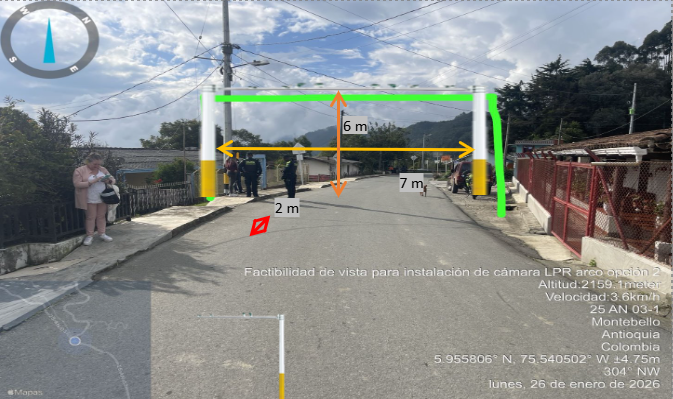 N
W
E
S
6 m
7 m
2 m
Factibilidad de vista para instalación de cámara LPR arco opción 2
Altitud:2159.1meter
Velocidad:3.6km/h
25 AN 03-1
Montebello
Antioquia
Colombia
5.955806° N, 75.540502° W ±4.75m
304° NW
lunes, 26 de enero de 2026
Mapas